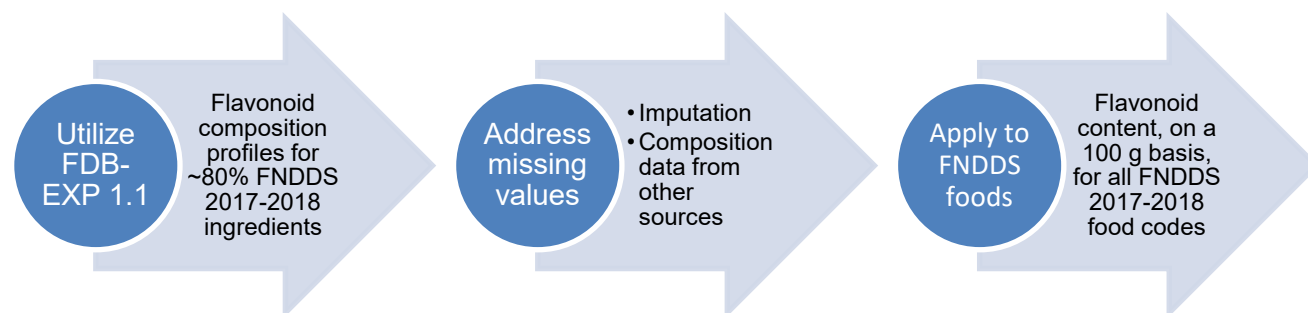 Utilize
FDB-
EXP 1.1
Flavonoid
composition
profiles for
~80% FNDDS
2017-2018
ingredients
Address
missing
values
• Imputation
• Composition
data from
other
sources
Apply to
FNDDS
foods
Flavonoid
content, on a
100 g basis,
for all FNDDS
2017-2018
food codes